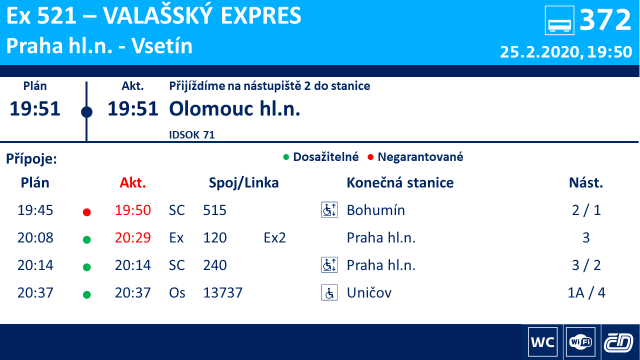 Ex 521 – VALAŠSKÝ EXPRES
372
Praha hl.n. - Vsetín
25.2.2020, 19:50
Plán Akt. Přijíždíme na nástupiště 2 do stanice
19:51 19:51 Olomouc hl.n.
IDSOK 71
Přípoje: Dosažitelné Negarantované
Plán Akt. Spoj/Linka Konečná stanice Nást.
19:45 19:50 SC 515 Bohumín 2 / 1
20:08 20:29 Ex 120 Ex2 Praha hl.n. 3
20:14 20:14 SC 240 Praha hl.n. 3 / 2
20:37 20:37 Os 13737 Uničov 1A / 4
WC WiFi ČD